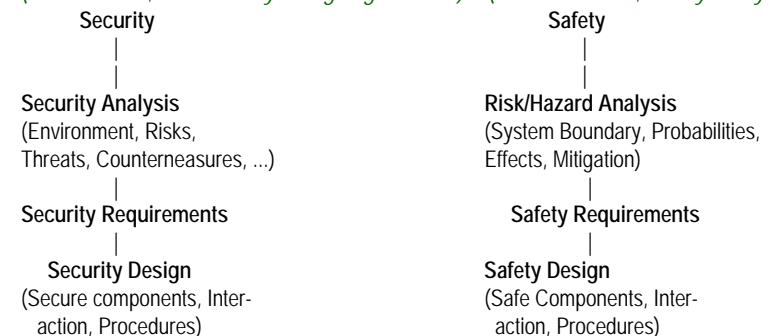 Security
Security Analysis
(Environment, Risks,
Threats, Counterneasures, ...)
Security Requirements
Security Design
(Secure components, Inter-
action, Procedures)
Safety
Risk/Hazard Analysis
(System Boundary, Probabilities,
Effects, Mitigation)
Safety Requirements
Safety Design
(Safe Components, Inter-
action, Procedures)